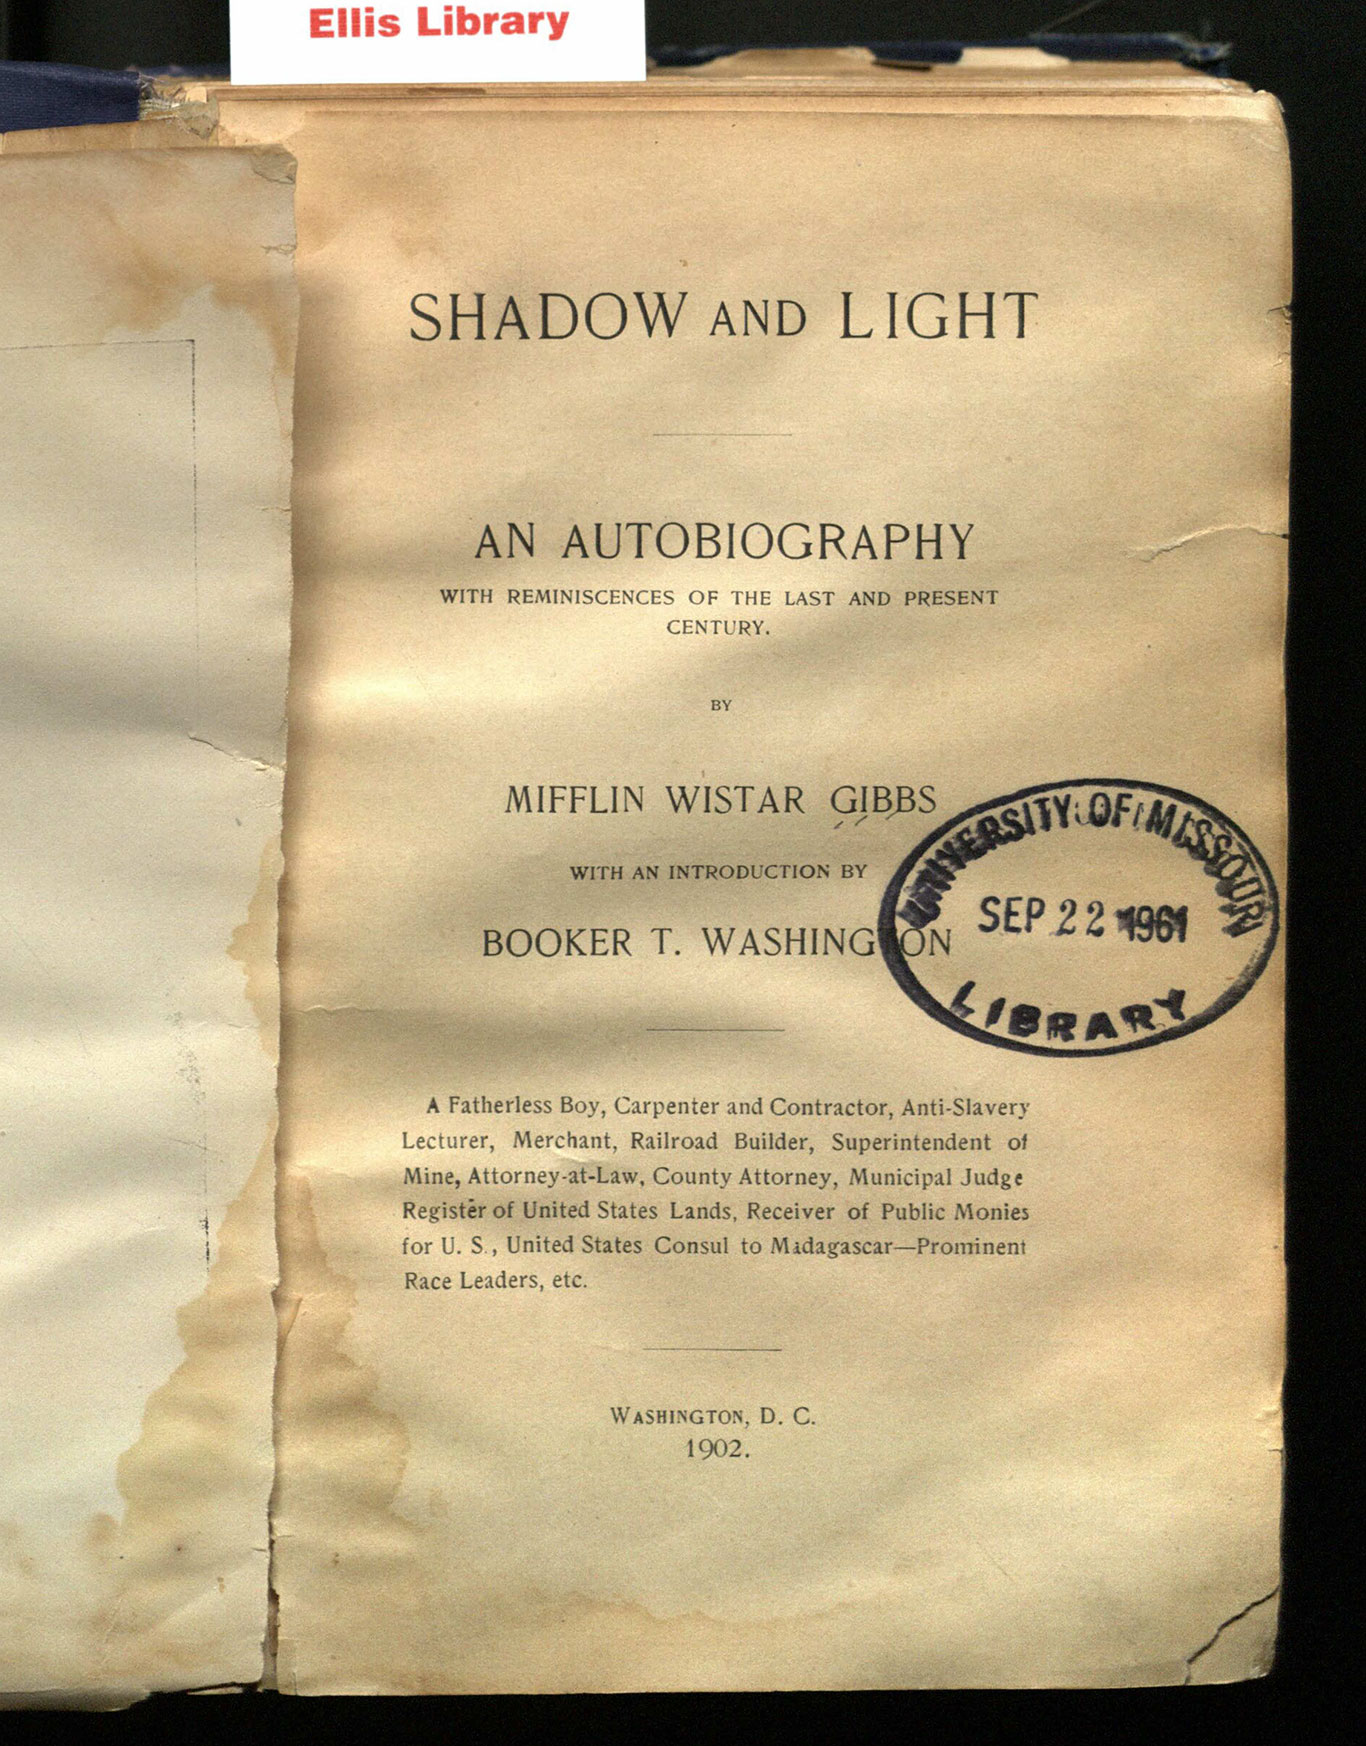 Ellis Library
SHADOW AND LIGHT
AN AUTOBIOGRAPHY
WITH REMINISCENCES OF THE LAST AND PRESENT
CENTURY.
BY
MIFFLIN WISTAR GIBBS
WITH AN INTRODUCTION BY
BOOKER T. WASHINGTON
UNIVERSITY OF MISSOURI
SEP 22 1961
LIBRARY
A Fatherless Boy, Carpenter and Contractor, Anti-Slavery
Lecturer, Merchant, Railroad Builder, Superintendent of
Mine, Attorney-at-Law, County Attorney, Municipal Judge
Register of United States Lands, Receiver of Public Monies
for U. S., United States Consul to Madagascar—Prominent
Race Leaders, etc.
WASHINGTON, D. C.
1902.